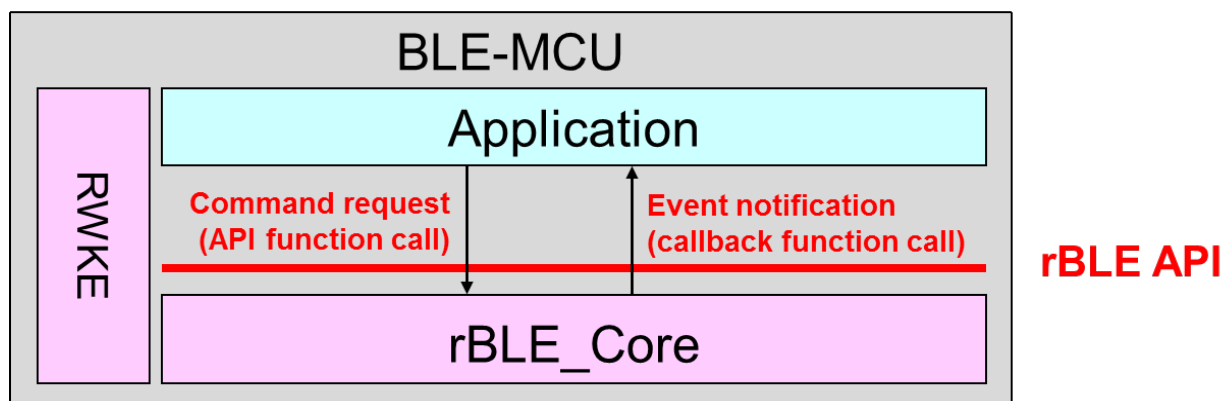 BLE-MCU
Application
RWKE
Command request
(API function call)
Event notification
(callback function call)
rBLE API
rBLE_Core